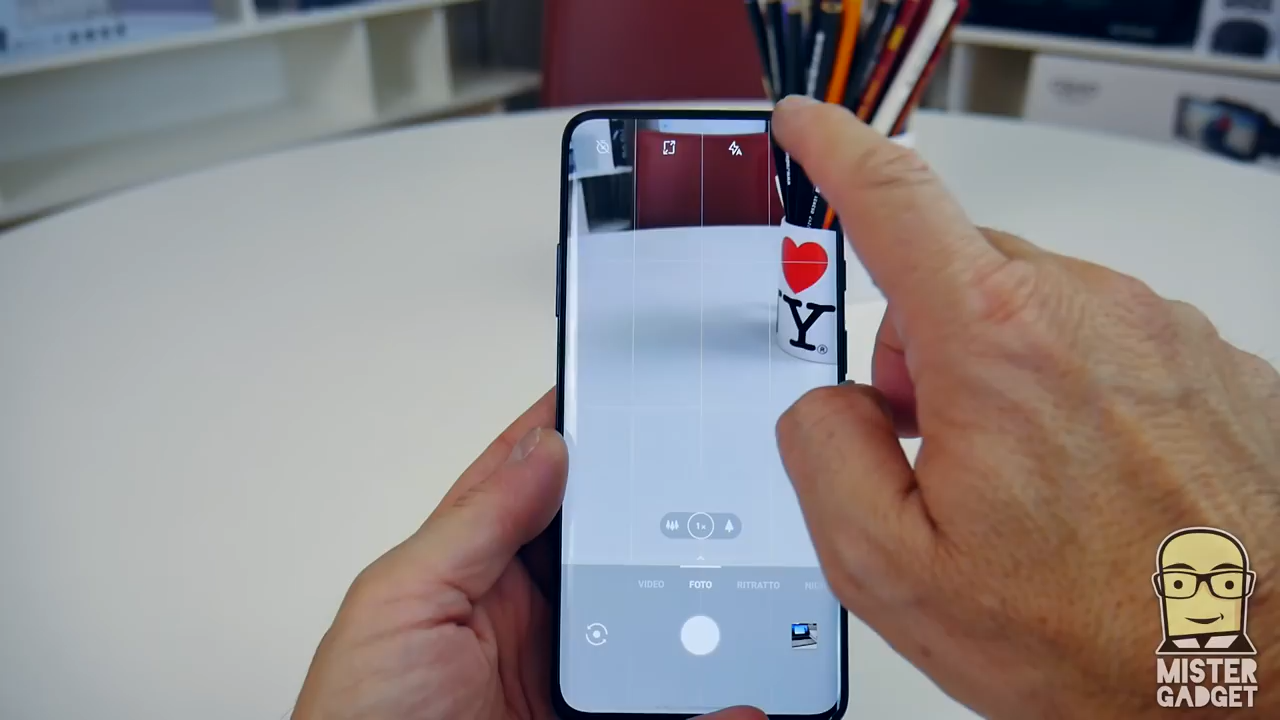 Y®
1x
VIDEO FOTO RITRATTO
MISTER
GADGET